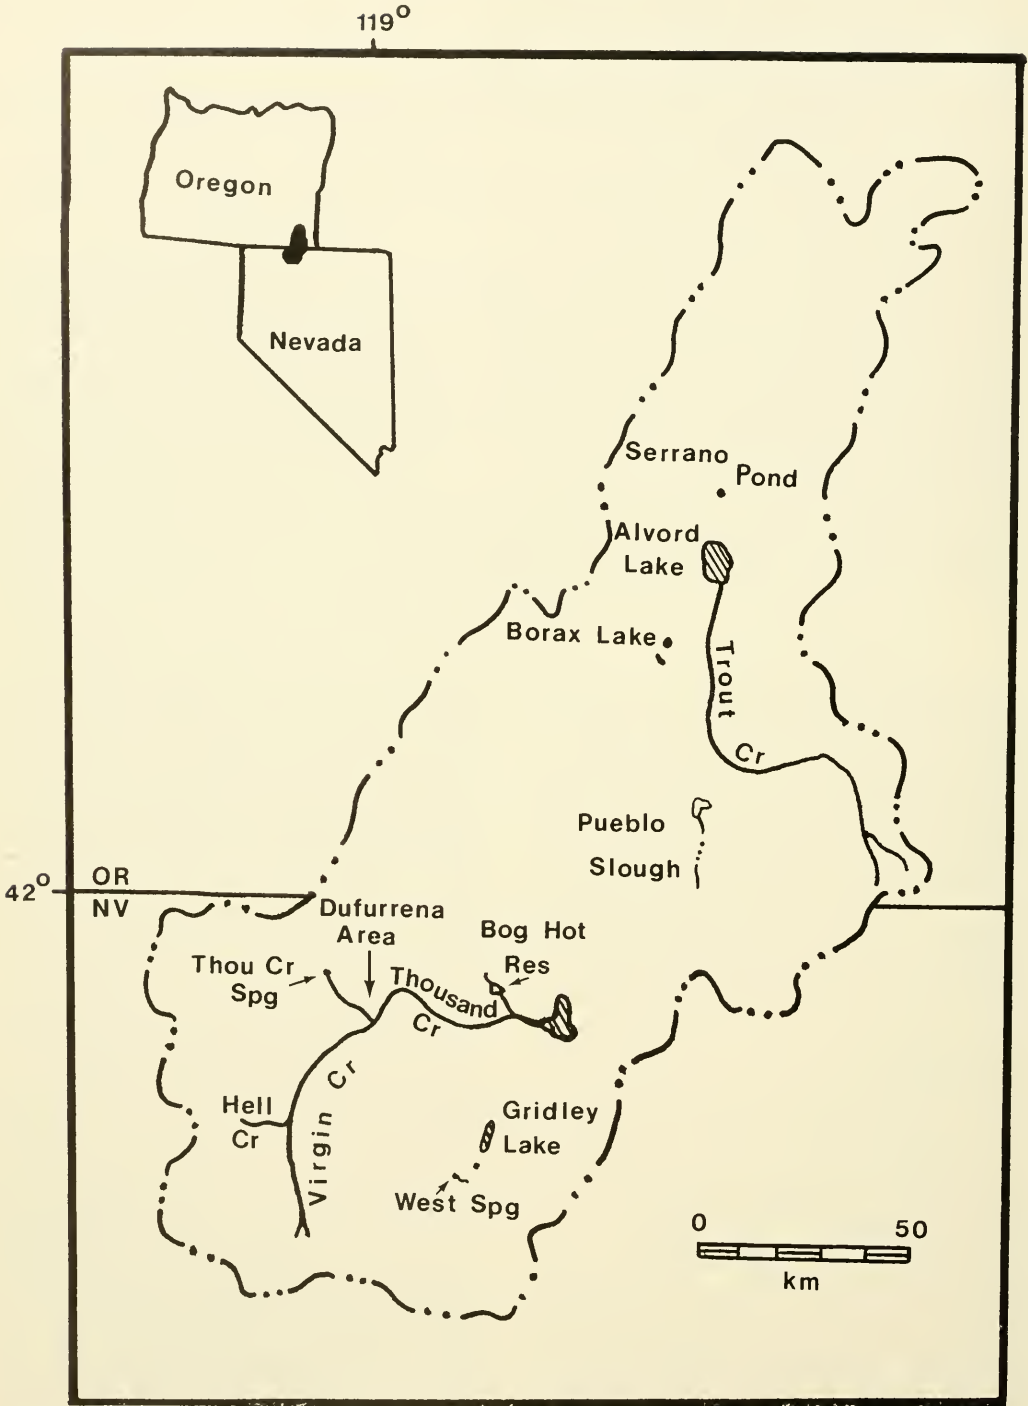 119°
Oregon
Nevada
Serrano
Pond
Alvord
Lake
Borax Lake
Trout
Cr
Pueblo
Slough
42°
OR
NV
Dufurrena
Area
Bog Hot
Res
Thou Cr
Spg
Thousand
Cr
Cr
Hell
Cr
Virgin
Gridley
Lake
West Spg
0 50
km